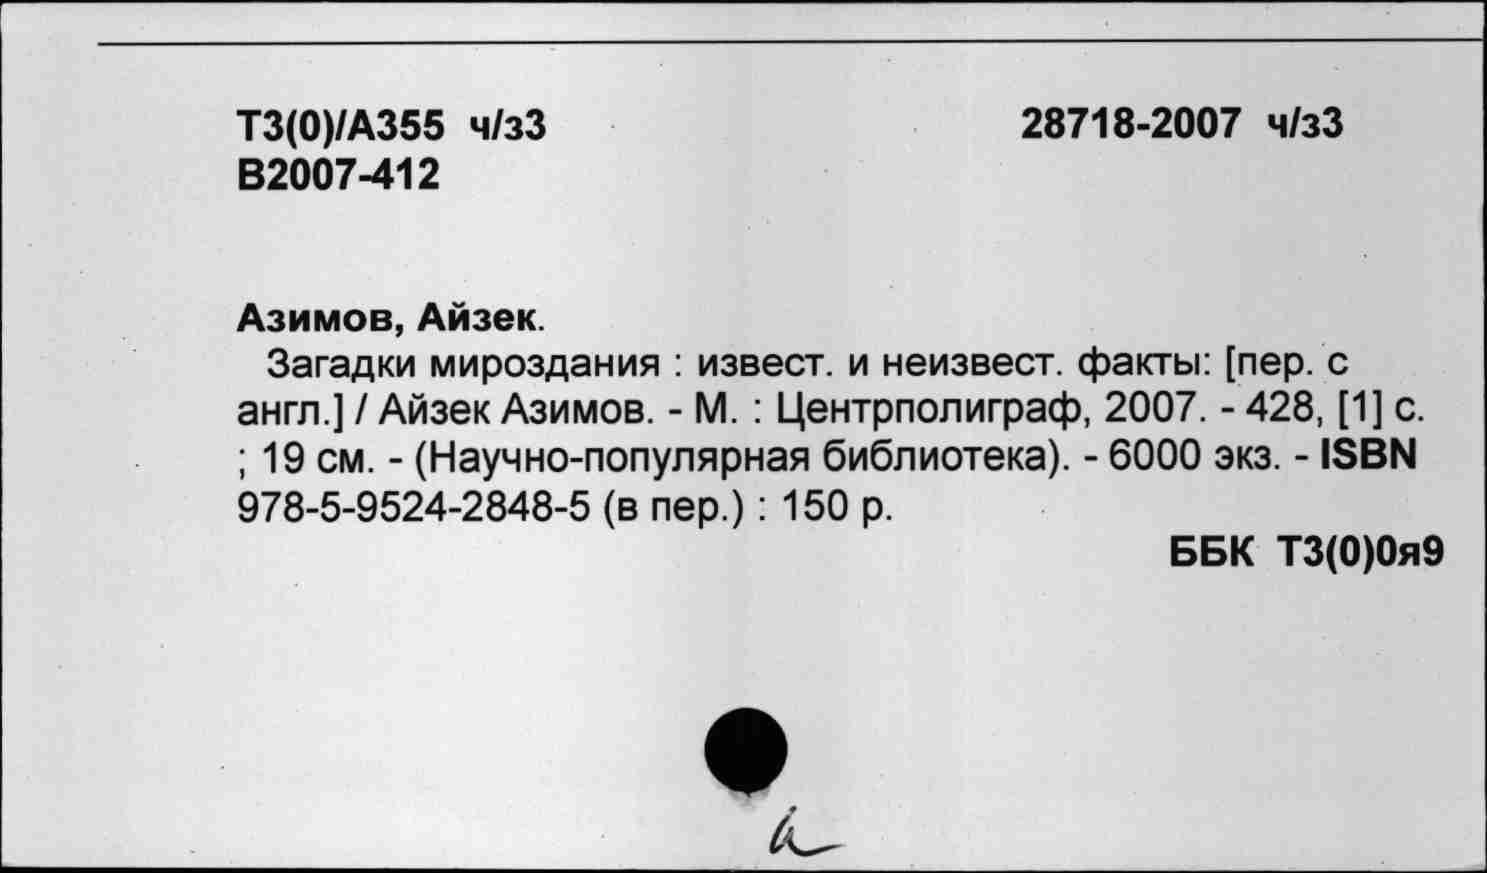 Т3(0)/А355 ч/з3 28718-2007 ч/з3
В2007-412
Азимов, Айзек.
Загадки мироздания : извест. и неизвест. факты: [пер. с
англ.] / Айзек Азимов. - М. : Центрполиграф, 2007. - 428, [1] с.
; 19 см. - (Научно-популярная библиотека). - 6000 экз. - ISBN
978-5-9524-2848-5 (в пер.) : 150 р.
ББК Т3(0)0я9